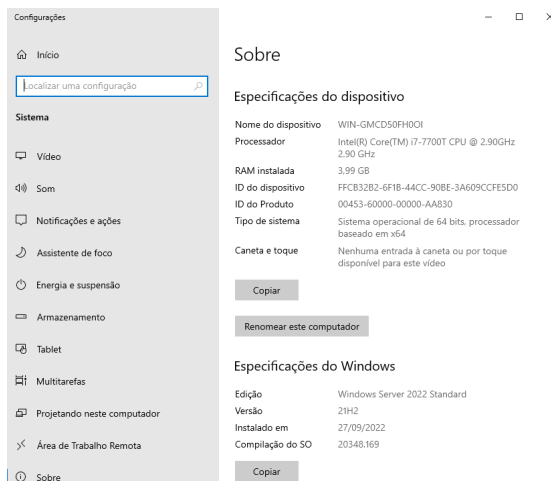 Configurações
Início
Localizar uma configuração
Sistema
Vídeo
Som
Notificações e ações
Assistente de foco
Energia e suspensão
Armazenamento
Tablet
Multitarefas
Projetando neste computador
Área de Trabalho Remota
Sobre
Sobre
Especificações do dispositivo
Nome do dispositivo WIN-GMCD50FH0OI
Processador Intel(R) Core(TM) i7-7700T CPU @ 2.90GHz
2.90 GHz
RAM instalada 3,99 GB
ID do dispositivo FFCB32B2-6F1B-44CC-90BE-3A609CCFE5D0
ID do Produto 00453-60000-00000-AA830
Tipo de sistema Sistema operacional de 64 bits, processador
baseado em x64
Caneta e toque Nenhuma entrada à caneta ou por toque
disponível para este vídeo
Copiar
Renomear este computador
Especificações do Windows
Edição Windows Server 2022 Standard
Versão 21H2
Instalado em 27/09/2022
Compilação do SO 20348.169
Copiar